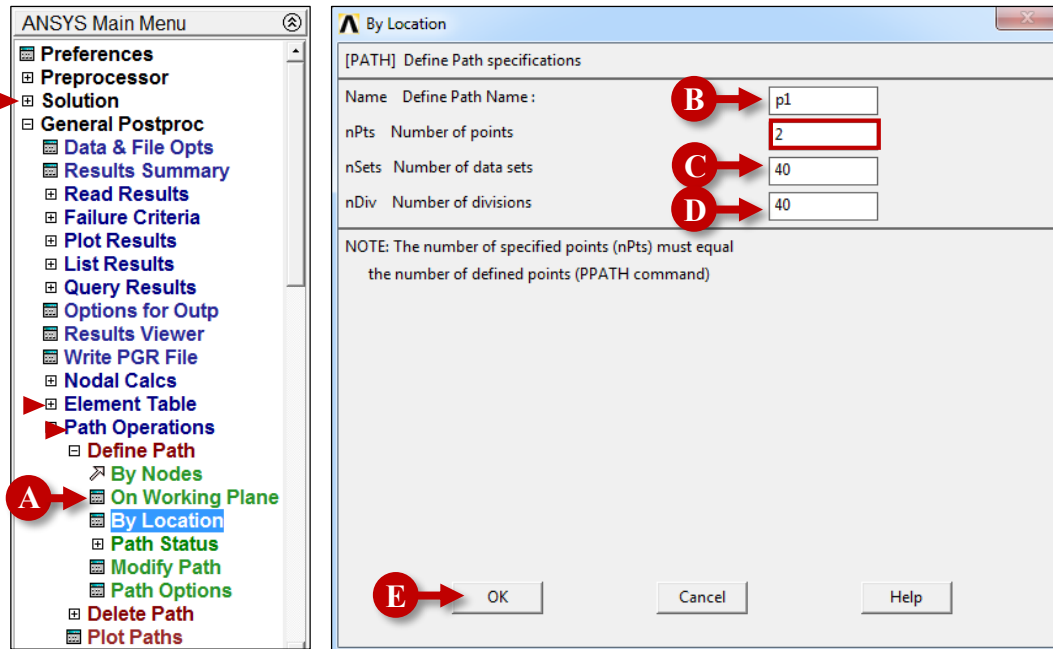 ANSYS Main Menu
Preferences
Preprocessor
Solution
General Postproc
Data & File Opts
Results Summary
Read Results
Failure Criteria
Plot Results
List Results
Query Results
Options for Outp
Results Viewer
Write PGR File
Nodal Calcs
Element Table
Path Operations
Define Path
By Nodes
A On Working Plane
By Location
Path Status
Modify Path
Path Options
Delete Path
Plot Paths
By Location
[PATH] Define Path specifications
Name Define Path Name : B p1
nPts Number of points 2
nSets Number of data sets C 40
nDiv Number of divisions D 40
NOTE: The number of specified points (nPts) must equal
the number of defined points (PPATH command)
E OK Cancel Help